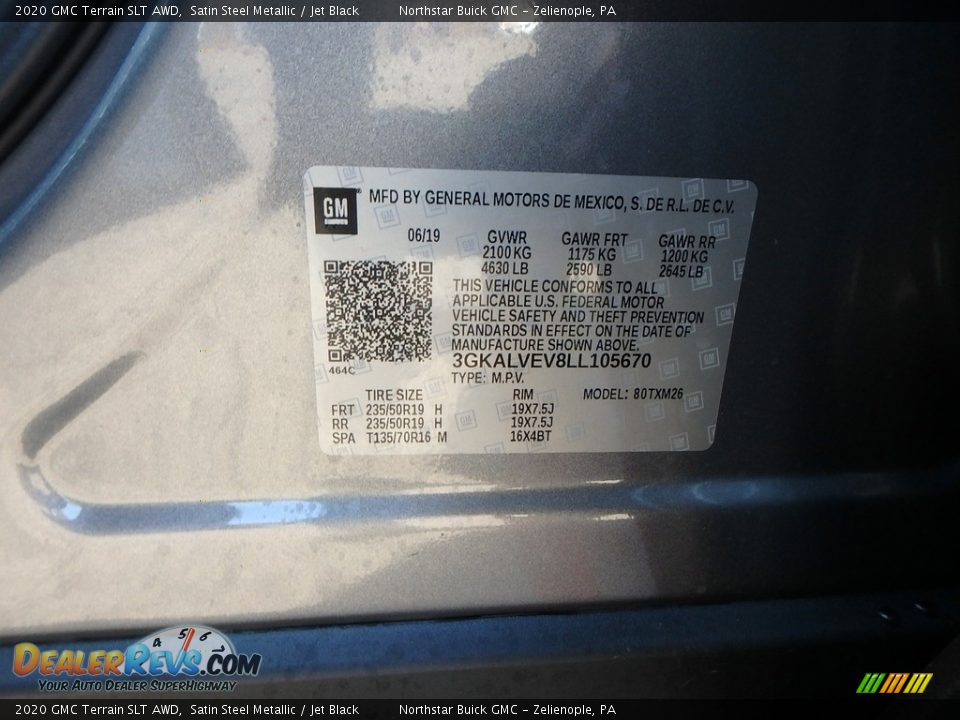 2020 GMC Terrain SLT AWD,  Satin Steel Metallic / Jet Black          Northstar Buick GMC - Zelienople, PA
GM
MFD BY GENERAL MOTORS DE MEXICO, S. DE R.L. DE C.V.
06/19 GVWR GAWR FRT GAWR RR
2100 KG 1175 KG 1200 KG
4630 LB 2590 LB 2645 LB
THIS VEHICLE CONFORMS TO ALL
APPLICABLE U.S. FEDERAL MOTOR
VEHICLE SAFETY AND THEFT PREVENTION
STANDARDS IN EFFECT ON THE DATE OF
MANUFACTURE SHOWN ABOVE.
3GKALVEV8LL105670
464C
TYPE: M.P.V.
TIRE SIZE RIM MODEL: 80TXM26
FRT 235/50R19 H 19X7.5J
RR 235/50R19 H 19X7.5J
SPA T135/70R16 M 16X4BT
4 5 6
DealerRevs.com
Your Auto Dealer SuperHighway
2020 GMC Terrain SLT AWD,  Satin Steel Metallic / Jet Black          Northstar Buick GMC - Zelienople, PA